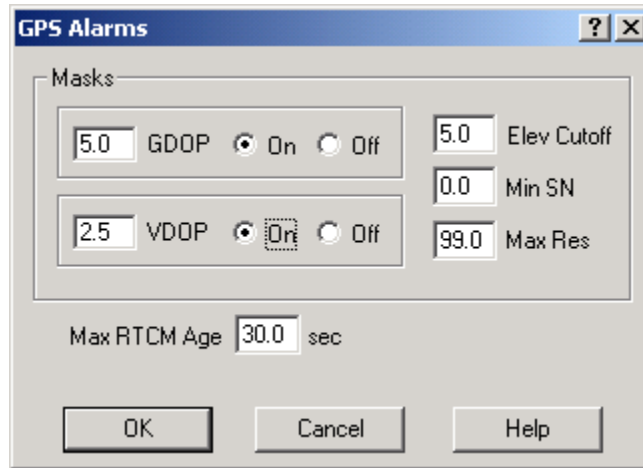 GPS Alarms
Masks
5.0 GDOP On Off
5.0 Elev Cutoff
0.0 Min SN
2.5 VDOP On Off
99.0 Max Res
Max RTCM Age 30.0 sec
OK Cancel Help